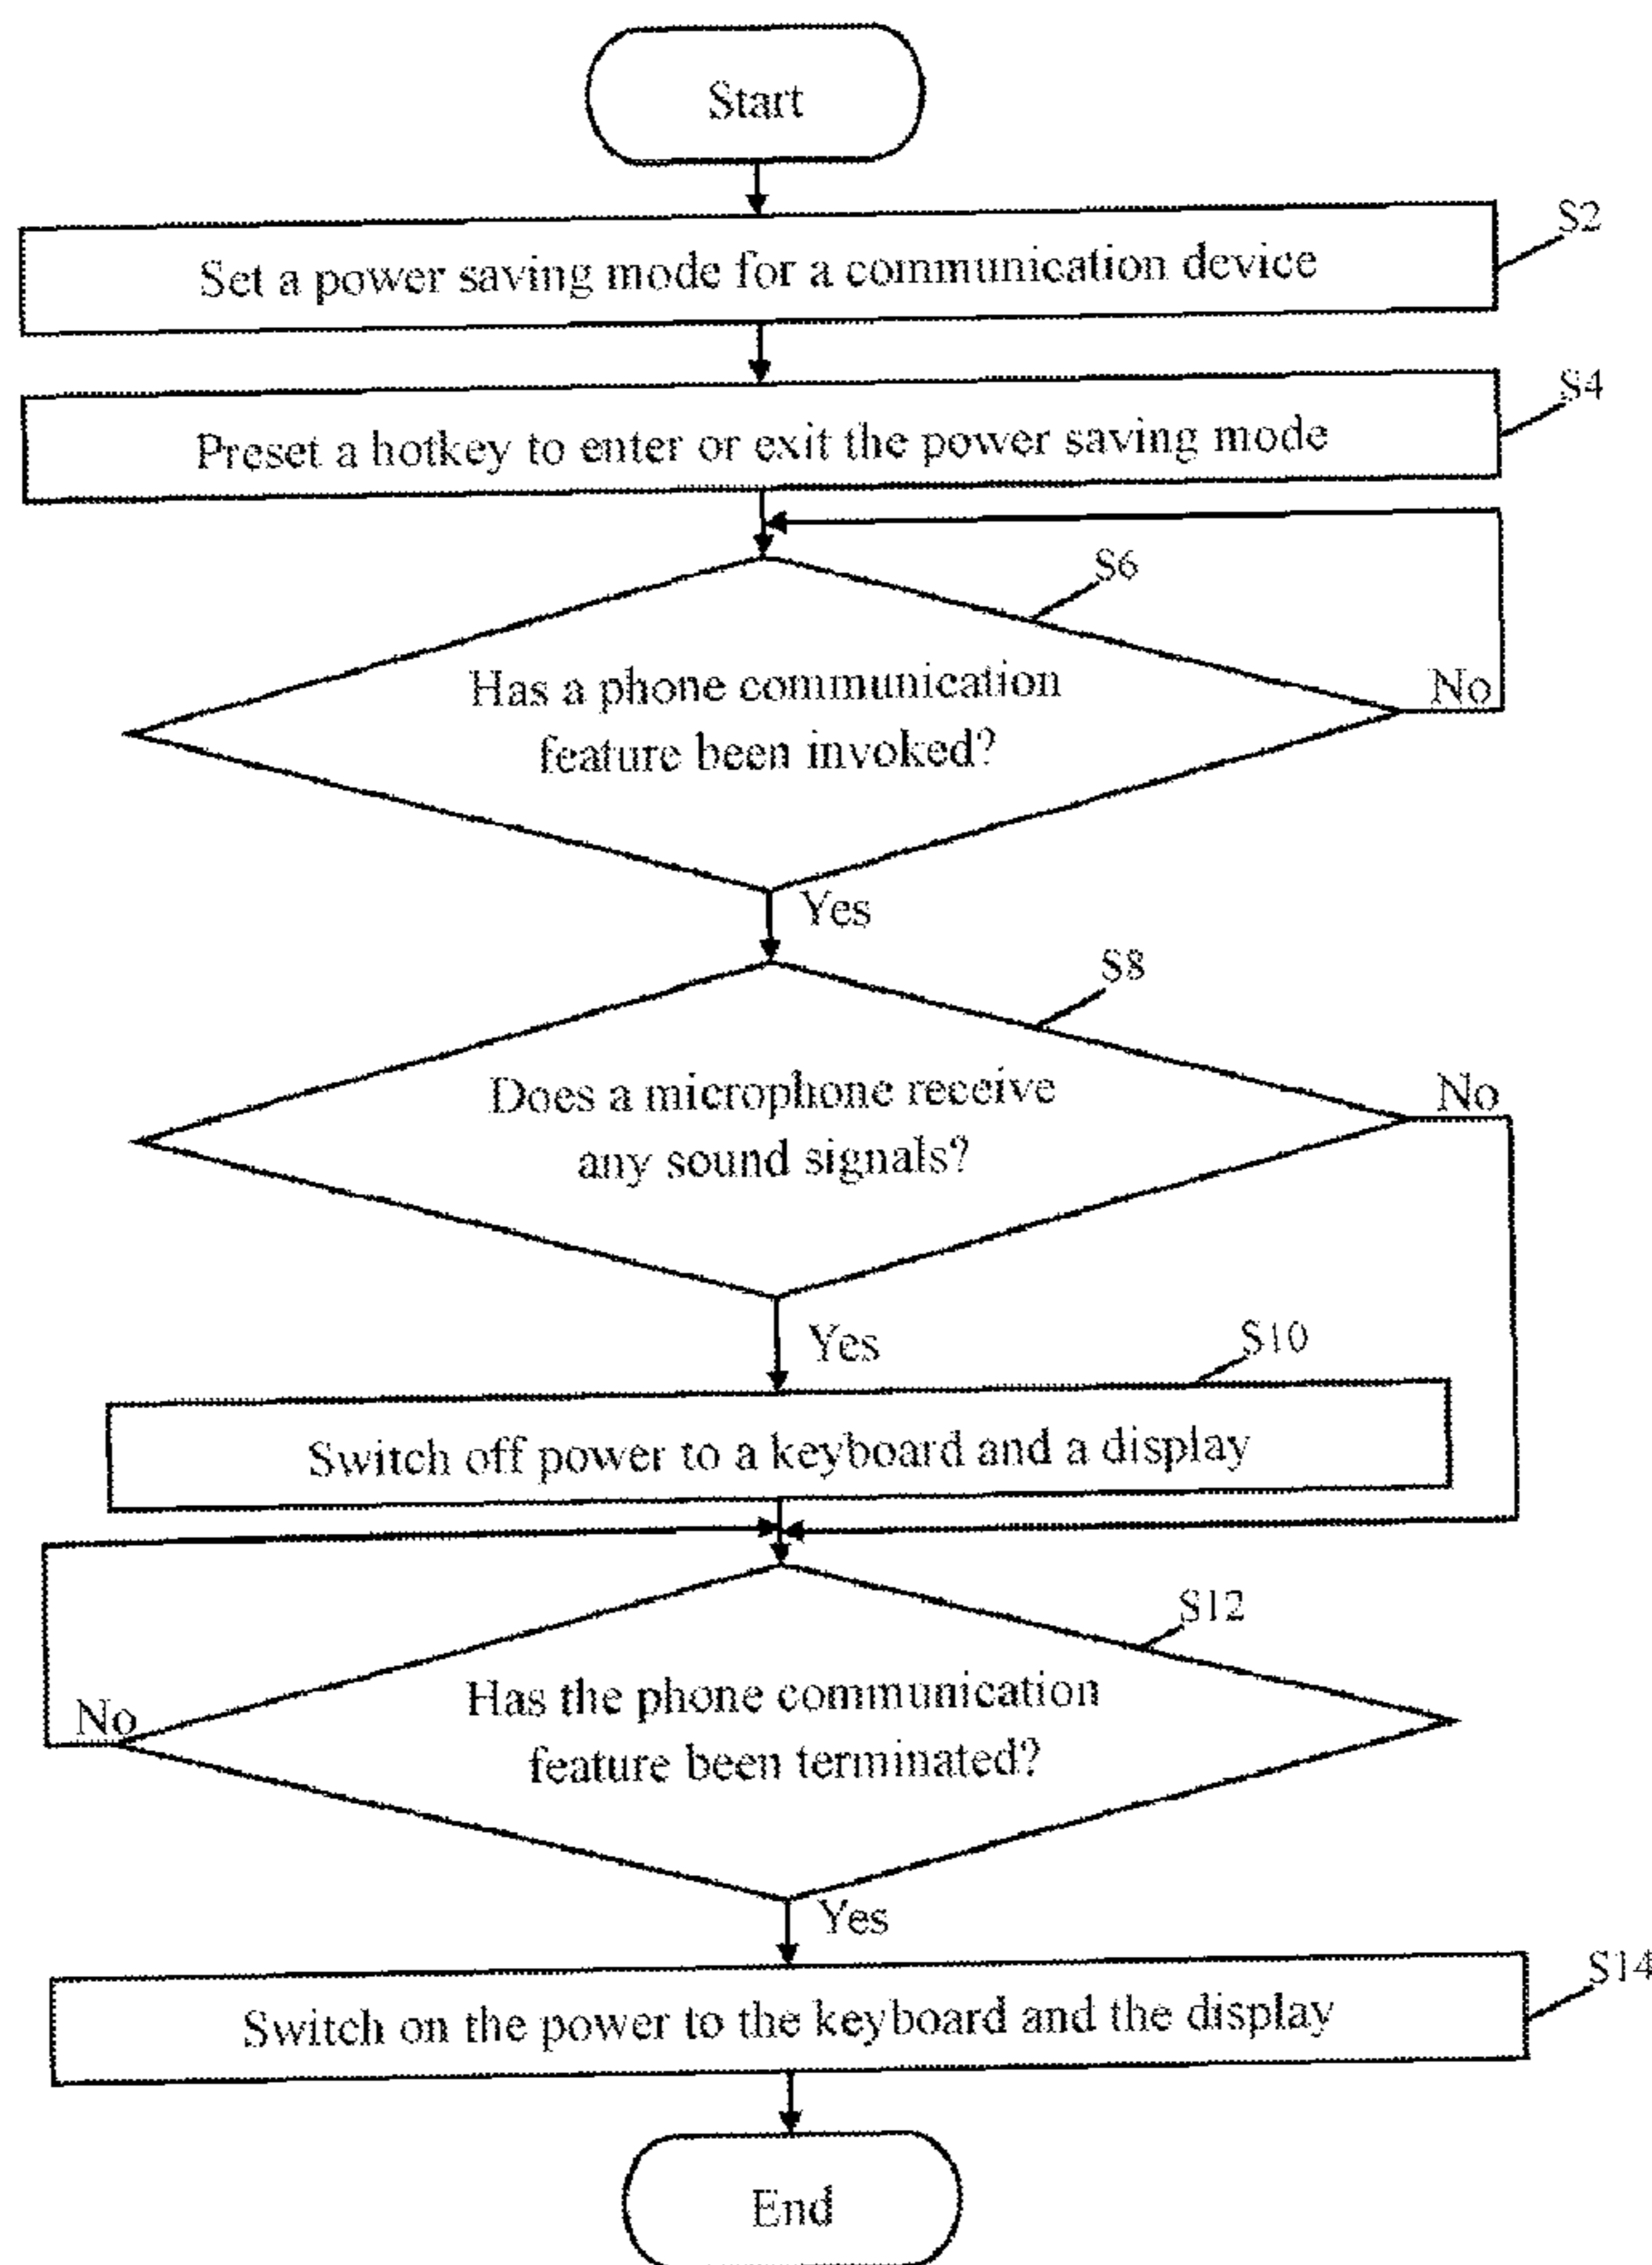 Start
S2
Set a power saving mode for a communication device
S4
Preset a hotkey to enter or exit the power saving mode
S6
Has a phone communication
feature been invoked?
No
Yes
S8
Does a microphone receive
any sound signals?
No
Yes
S10
Switch off power to a keyboard and a display
S12
Has the phone communication
feature been terminated?
No
Yes
S14
Switch on the power to the keyboard and the display
End